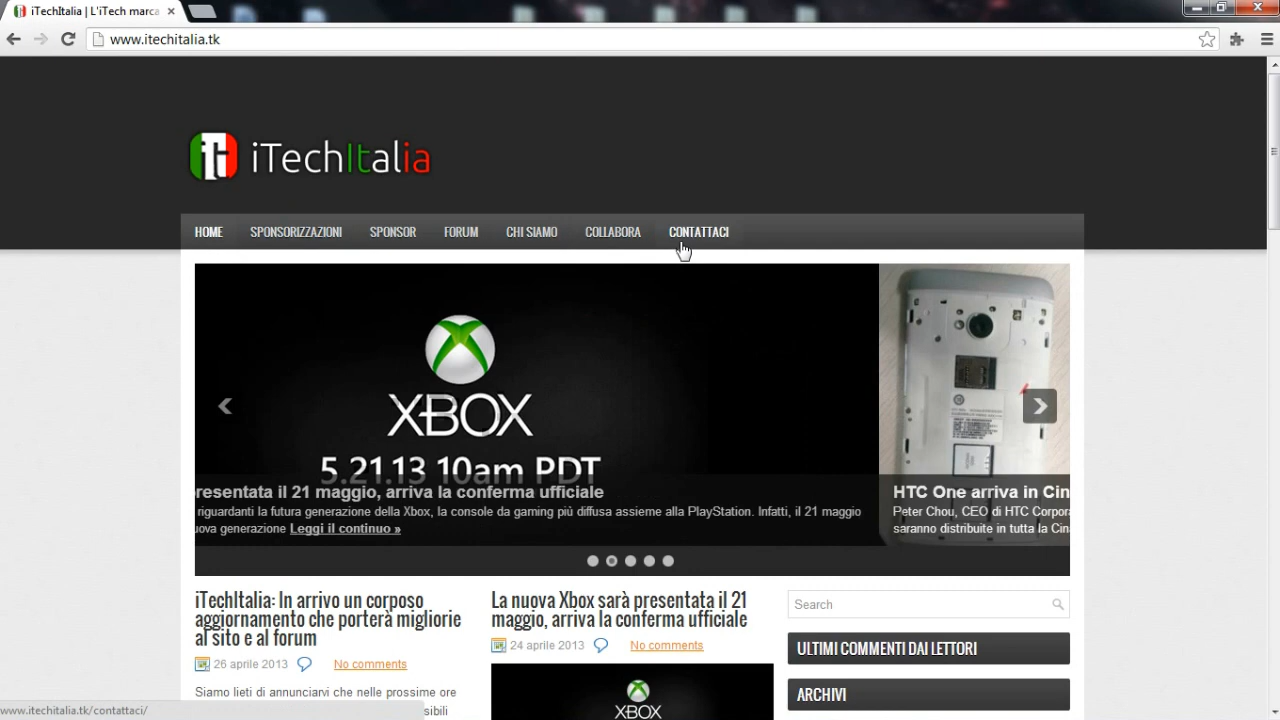 iTechItalia | L'iTech marca
www.itechitalia.tk
iTechItalia
HOME SPONSORIZZAZIONI SPONSOR FORUM CHI SIAMO COLLABORA CONTATTACI
XBOX
5.21.13 10am PDT
resentata il 21 maggio, arriva la conferma ufficiale
riguardanti la futura generazione della Xbox, la console da gaming più diffusa assieme alla PlayStation. Infatti, il 21 maggio
uova generazione Leggi il continuo »
HTC One arriva in Cin
Peter Chou, CEO di HTC Corpora
saranno distribuite in tutta la Cina
iTechItalia: In arrivo un corposo
aggiornamento che porterà migliorie
al sito e al forum
26 aprile 2013 No comments
Siamo lieti di annunciarvi che nelle prossime ore
sibili
La nuova Xbox sarà presentata il 21
maggio, arriva la conferma ufficiale
24 aprile 2013 No comments
XBOX
Search
ULTIMI COMMENTI DAI LETTORI
ARCHIVI
www.itechitalia.tk/contattaci/